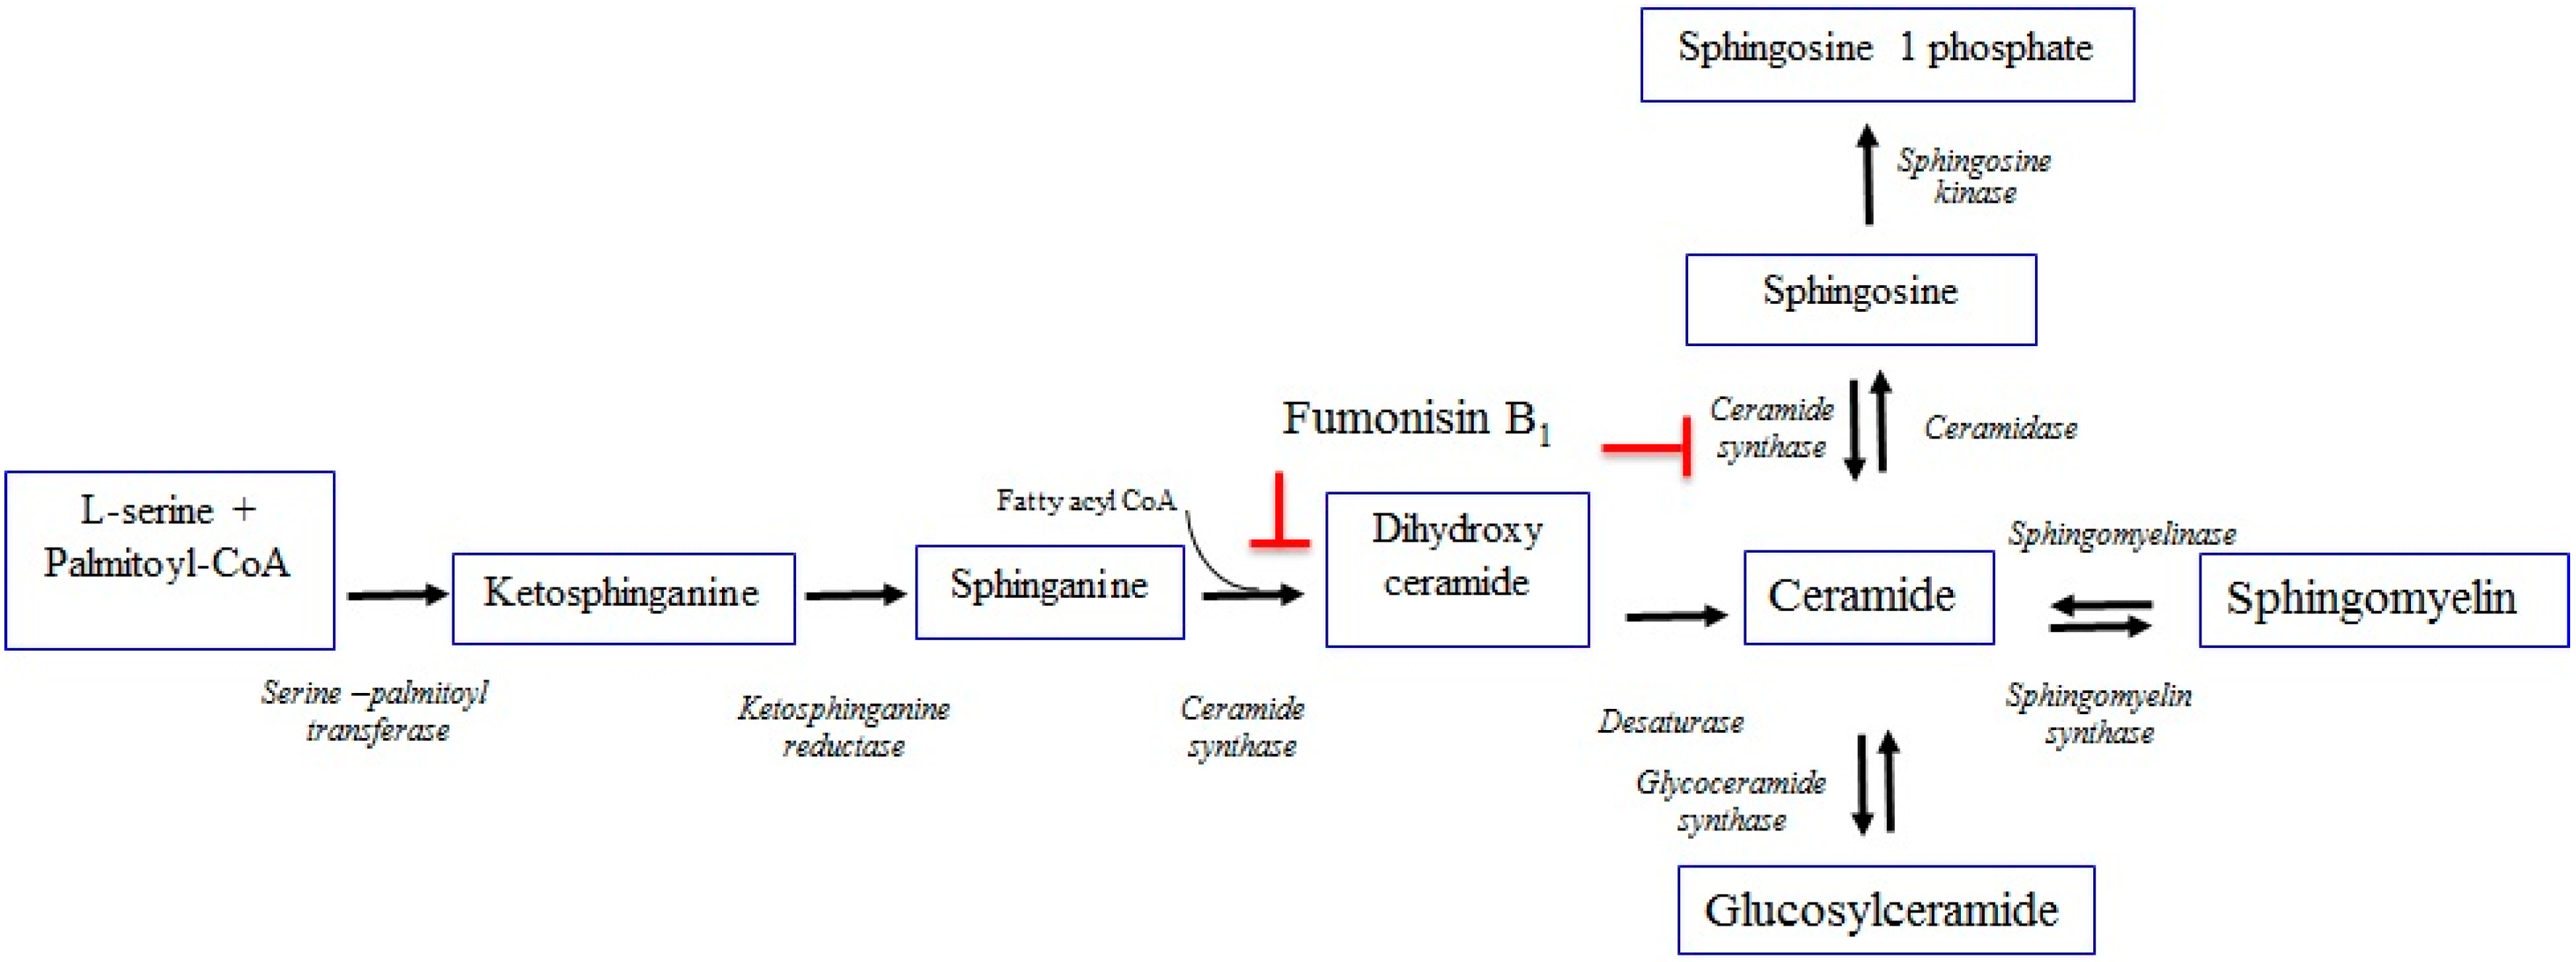 Sphingosine 1 phosphate
Sphingosine
kinase
Sphingosine
Fumonisin B1
Ceramide
synthase
Ceramidase
L-serine +
Palmitoyl-CoA
Fatty acyl CoA
Ketosphinganine
Sphinganine
Dihydroxy
ceramide
Ceramide
Sphingomyelinase
Sphingomyelin
Serine –palmitoyl
transferase
Ketosphinganine
reductase
Ceramide
synthase
Desaturase
Sphingomyelin
synthase
Glycoceramide
synthase
Glucosylceramide